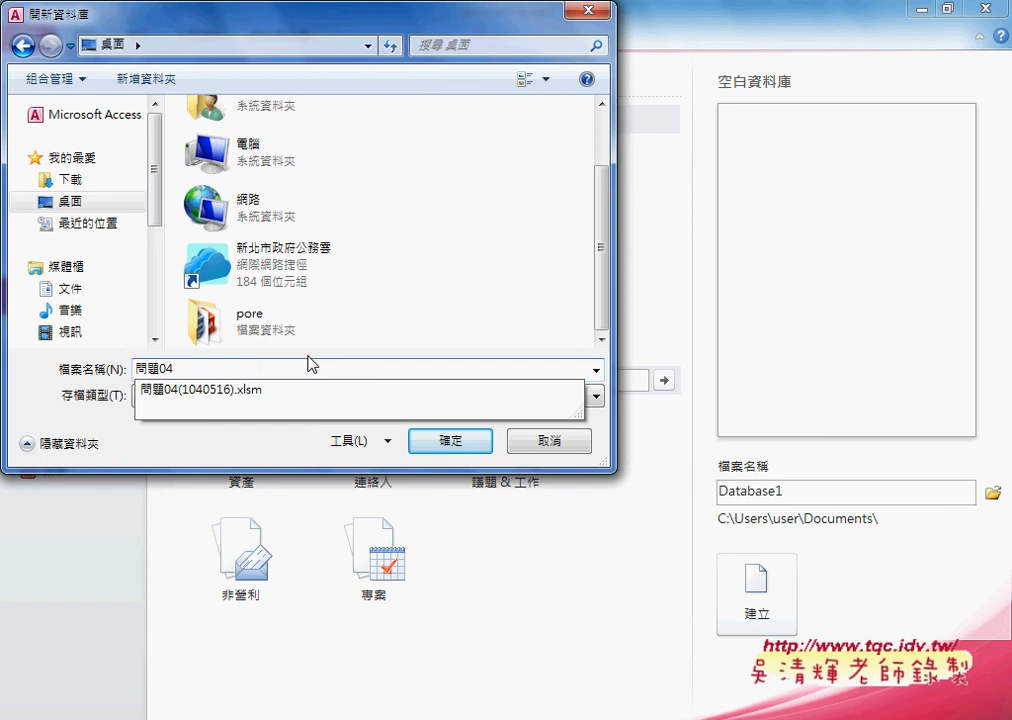 開新資料庫
桌面
搜尋 桌面
組合管理
新增資料夾
Microsoft Access
我的最愛
下載
桌面
最近的位置
媒體櫃
文件
音樂
視訊
系統資料夾
電腦
系統資料夾
網路
系統資料夾
新北市政府公務雲
網際網路捷徑
184 個位元組
pore
檔案資料夾
檔案名稱(N):
問題04
問題04(1040516).xlsm
存檔類型(T):
隱藏資料夾
工具(L)
確定
取消
資產
連絡人
議題 & 工作
非營利
專案
空白資料庫
檔案名稱
Database1
C:\Users\user\Documents\
建立
http://www.tqc.idv.tw/
吳清輝老師錄製